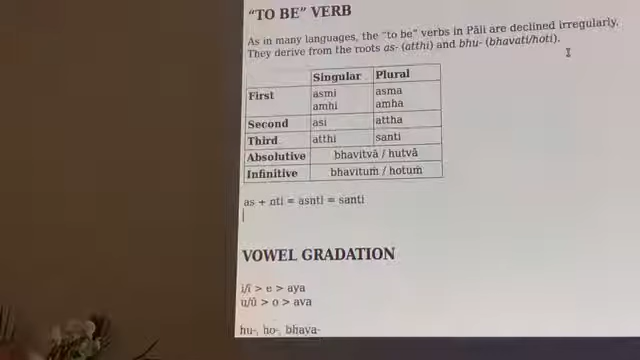 “TO BE” VERB
As in many languages, the “to be” verbs in Pāli are declined irregularly.
They derive from the roots as- (atthi) and bhu- (bhavati/hoti).
Singular Plural
First asmi asma
amhi amha
Second asi attha
Third atthi santi
Absolutive bhavitvā / hutvā
Infinitive bhavituṁ / hotuṁ
as + nti = asnti = santi
VOWEL GRADATION
i/ī > e > aya
u/ū > o > ava
hu-, ho-, bhava-